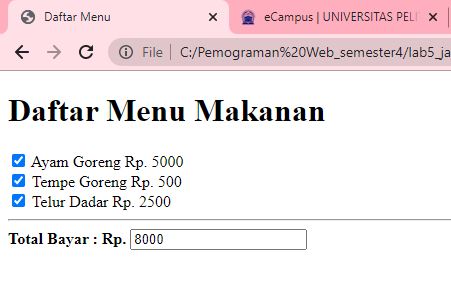 Daftar Menu
eCampus | UNIVERSITAS PELI
File | C:/Pemograman%20Web_semester4/lab5_ja
Daftar Menu Makanan
Ayam Goreng Rp. 5000
Tempe Goreng Rp. 500
Telur Dadar Rp. 2500
Total Bayar : Rp. 8000